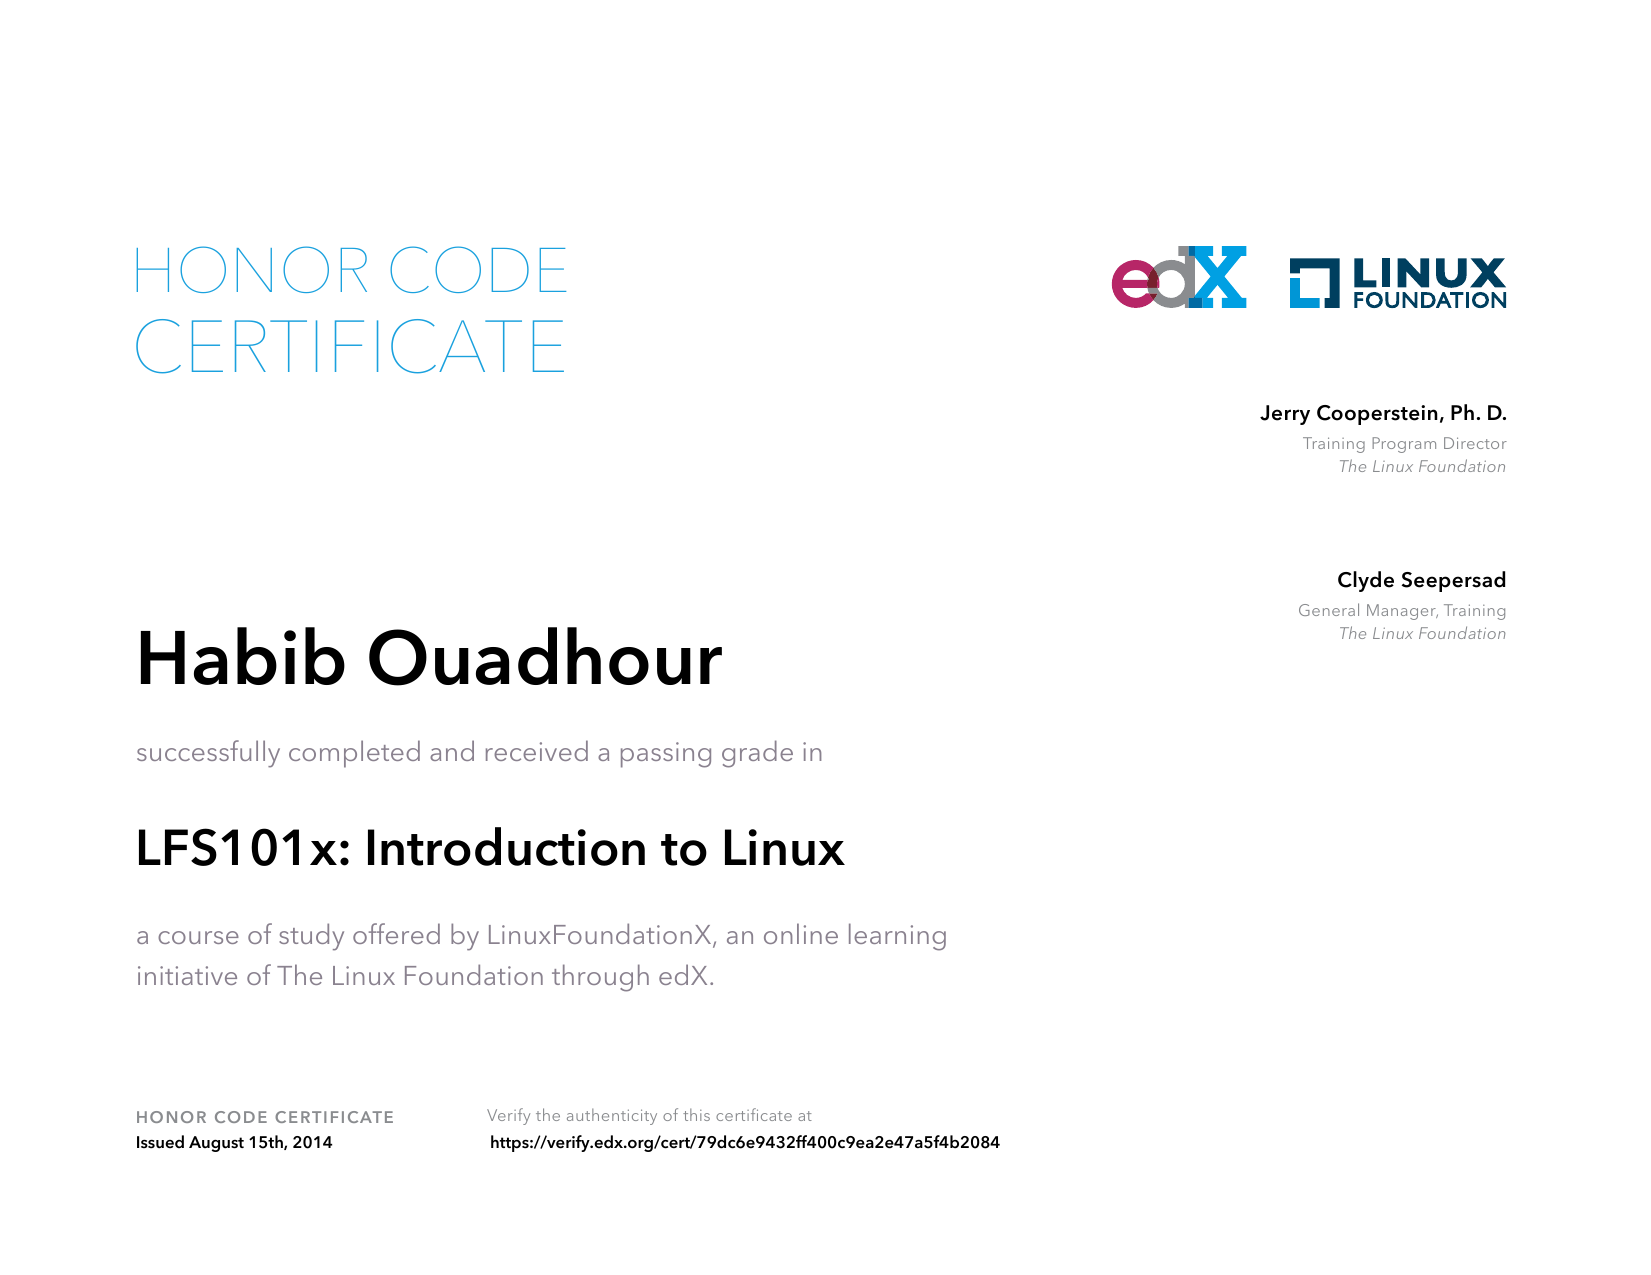 HONOR CODE
CERTIFICATE
edX
LINUX
FOUNDATION
Jerry Cooperstein, Ph. D.
Training Program Director
The Linux Foundation
Clyde Seepersad
General Manager, Training
The Linux Foundation
Habib Ouadhour
successfully completed and received a passing grade in
LFS101x: Introduction to Linux
a course of study offered by LinuxFoundationX, an online learning
initiative of The Linux Foundation through edX.
HONOR CODE CERTIFICATE
Issued August 15th, 2014
Verify the authenticity of this certificate at
https://verify.edx.org/cert/79dc6e9432ff400c9ea2e47a5f4b2084